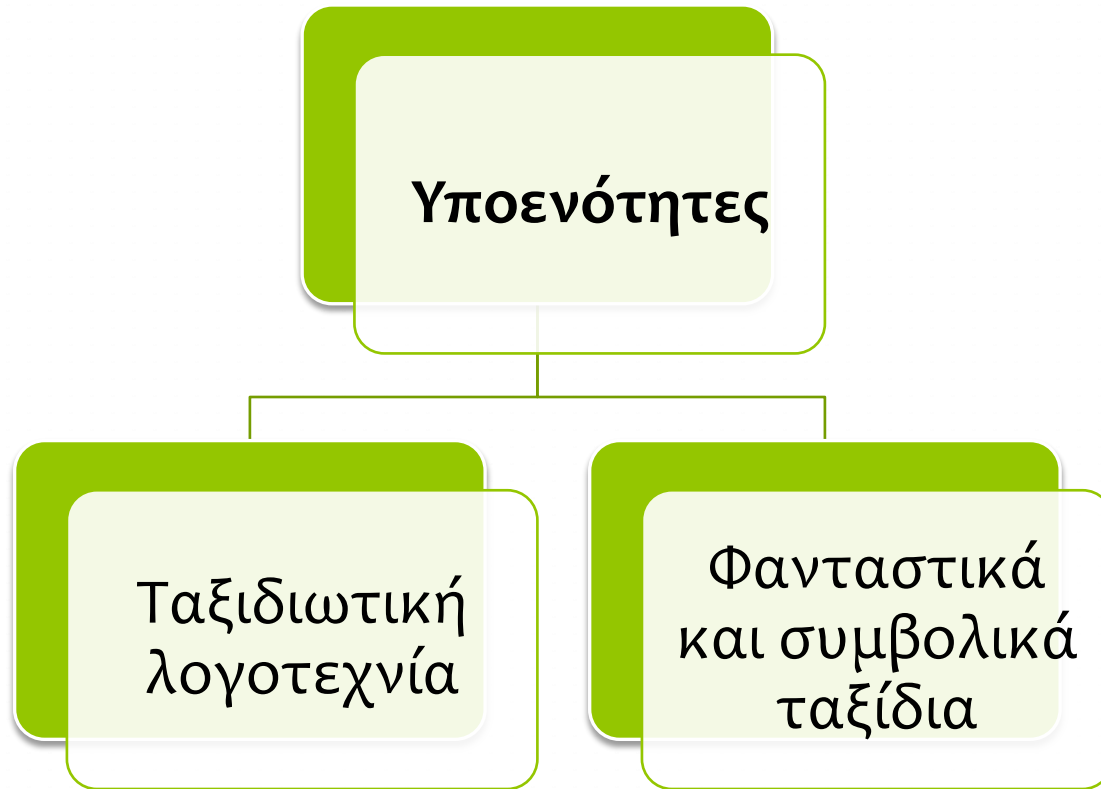 Υποενότητες
Ταξιδιωτική
λογοτεχνία
Φανταστικά
και συμβολικά
ταξίδια